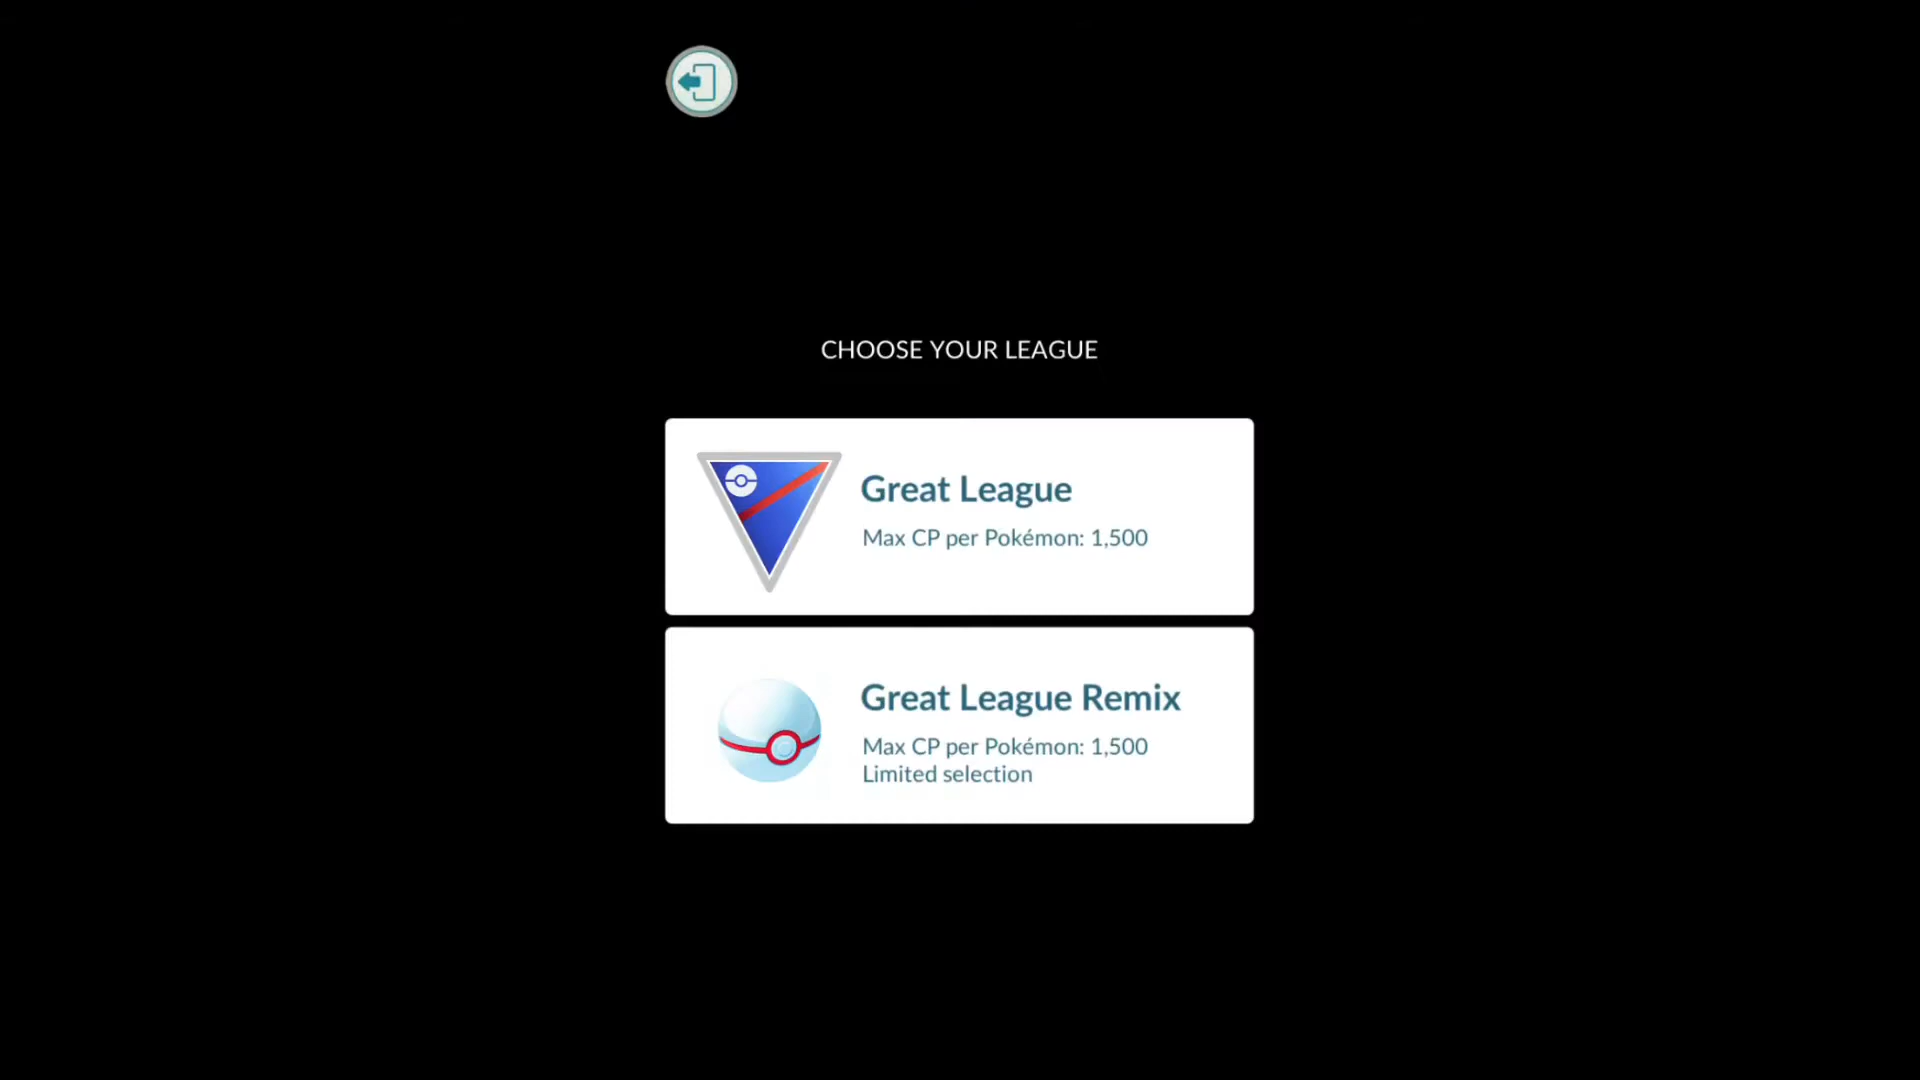 CHOOSE YOUR LEAGUE
Great League
Max CP per Pokémon: 1,500
Great League Remix
Max CP per Pokémon: 1,500
Limited selection